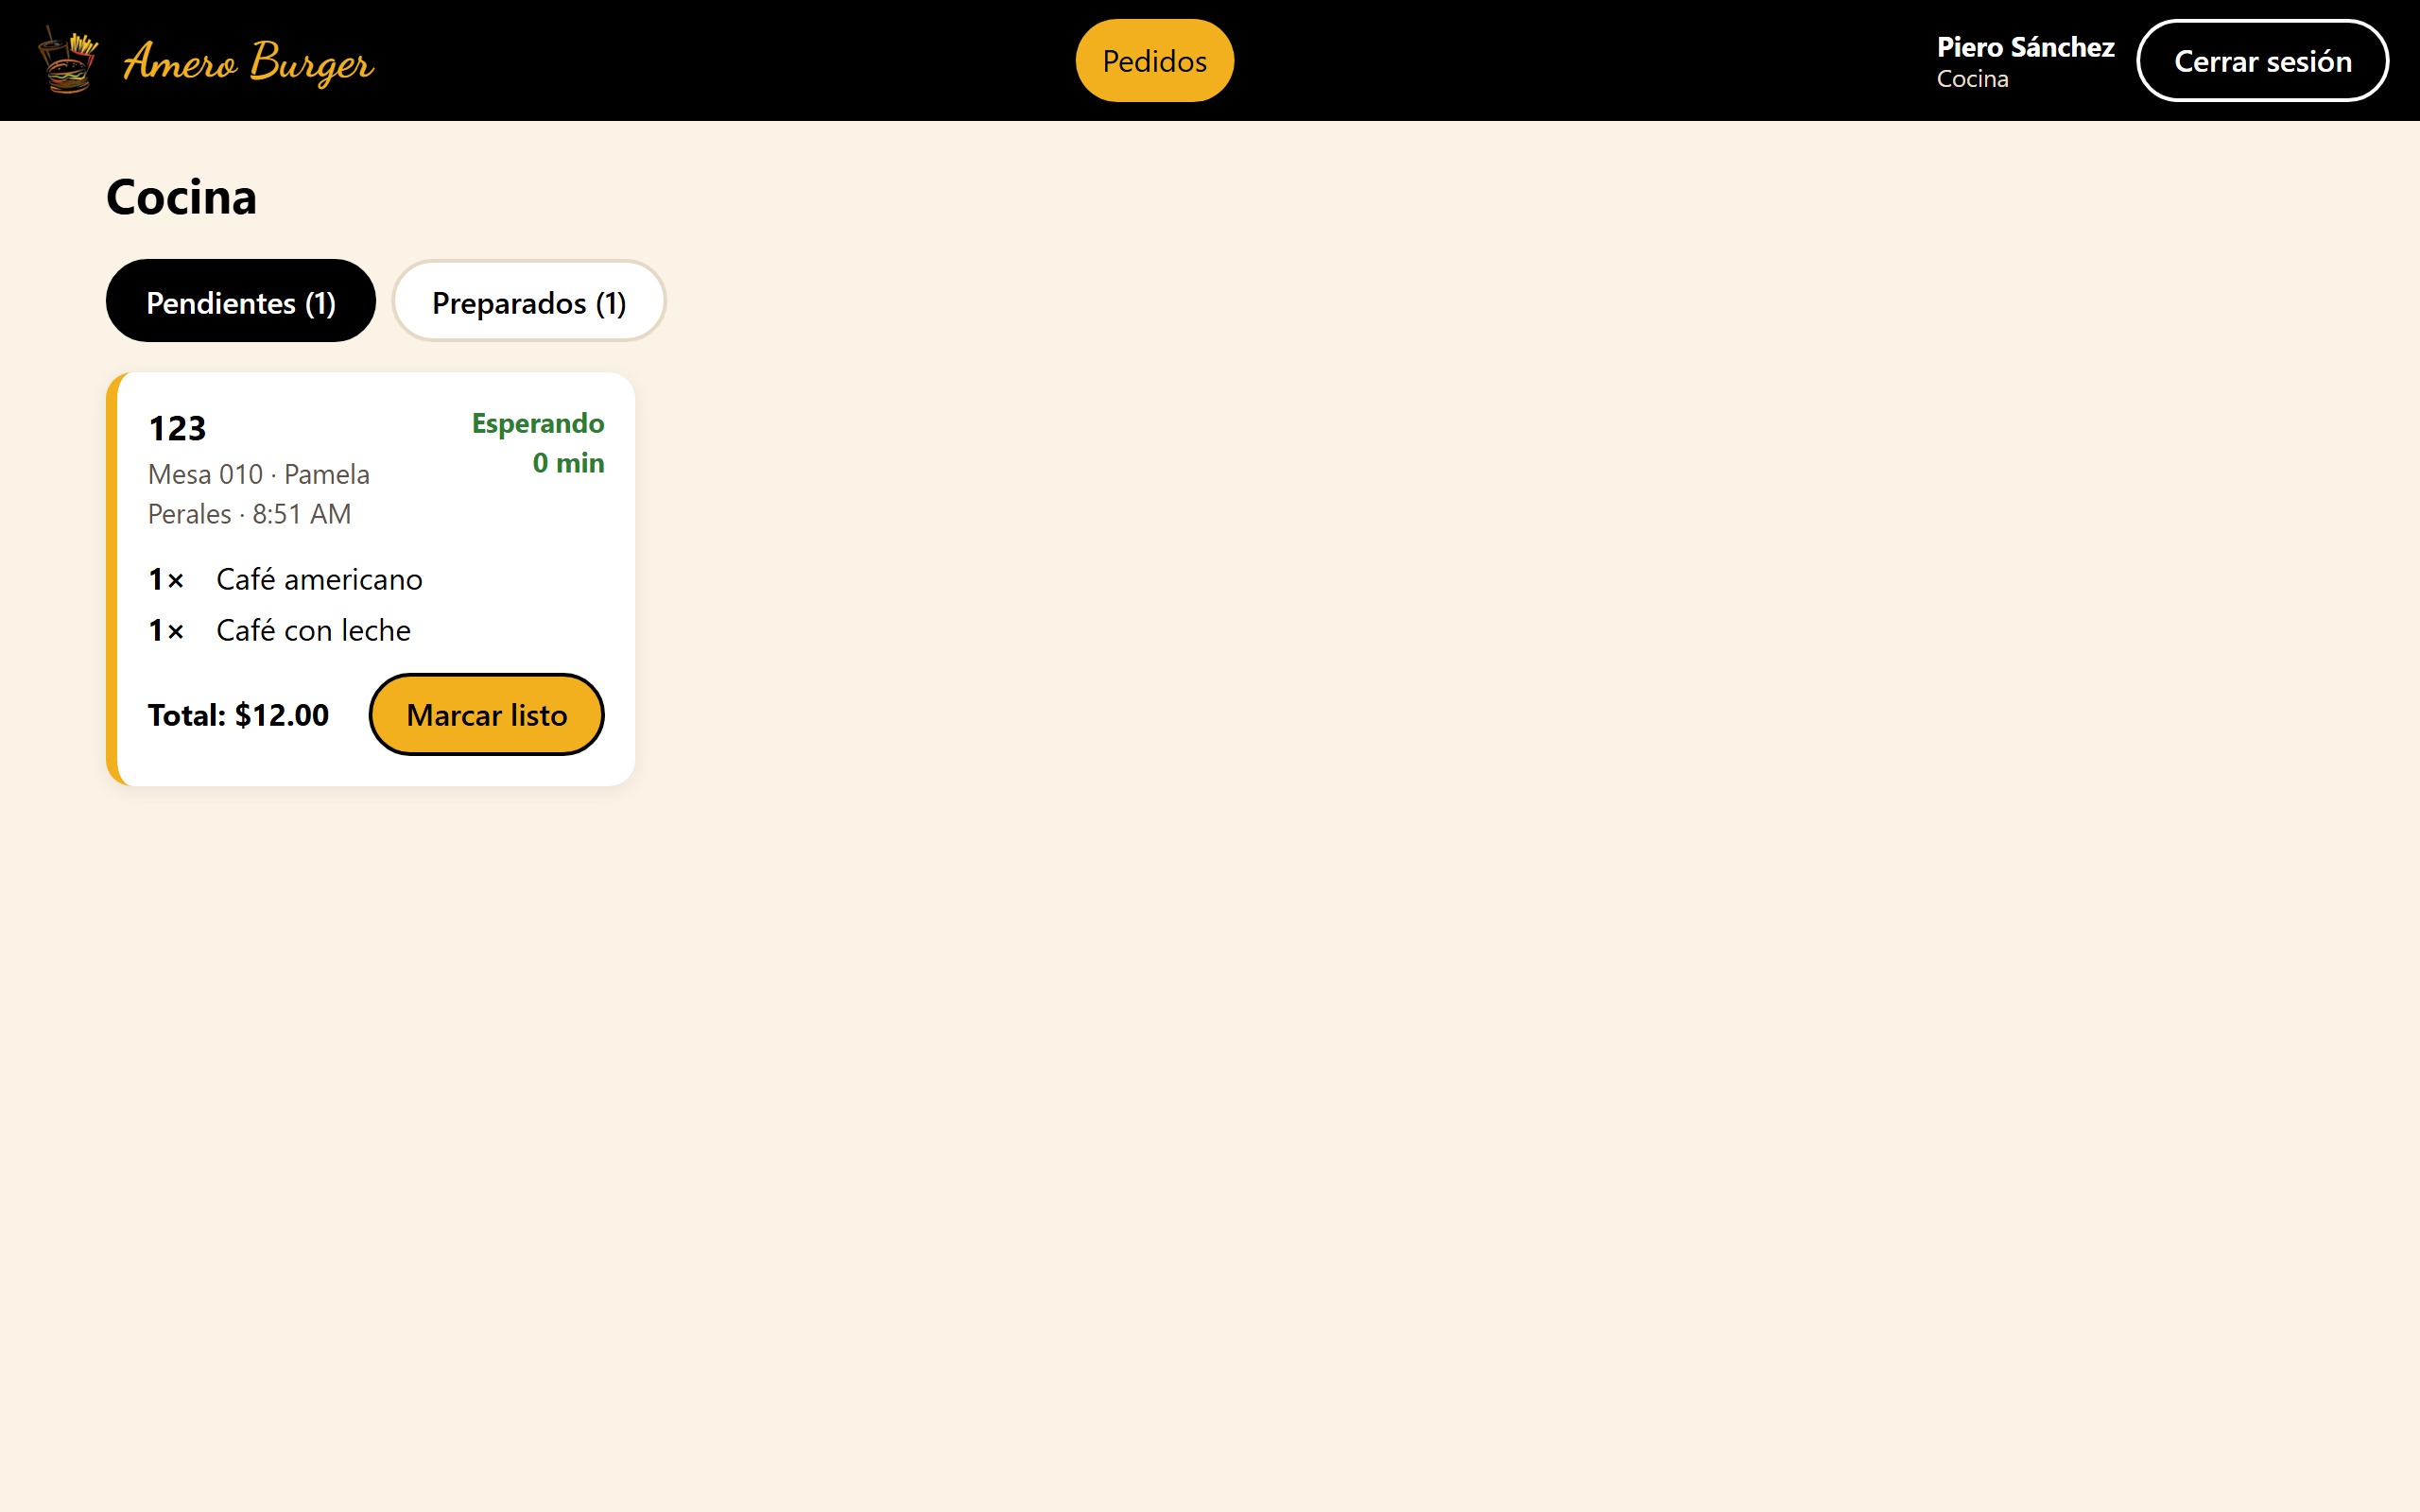 Amero Burger
Pedidos
Piero Sánchez
Cocina
Cerrar sesión
Cocina
Pendientes (1)
Preparados (1)
123
Esperando
0 min
Mesa 010 · Pamela
Perales · 8:51 AM
1× Café americano
1× Café con leche
Total: $12.00
Marcar listo